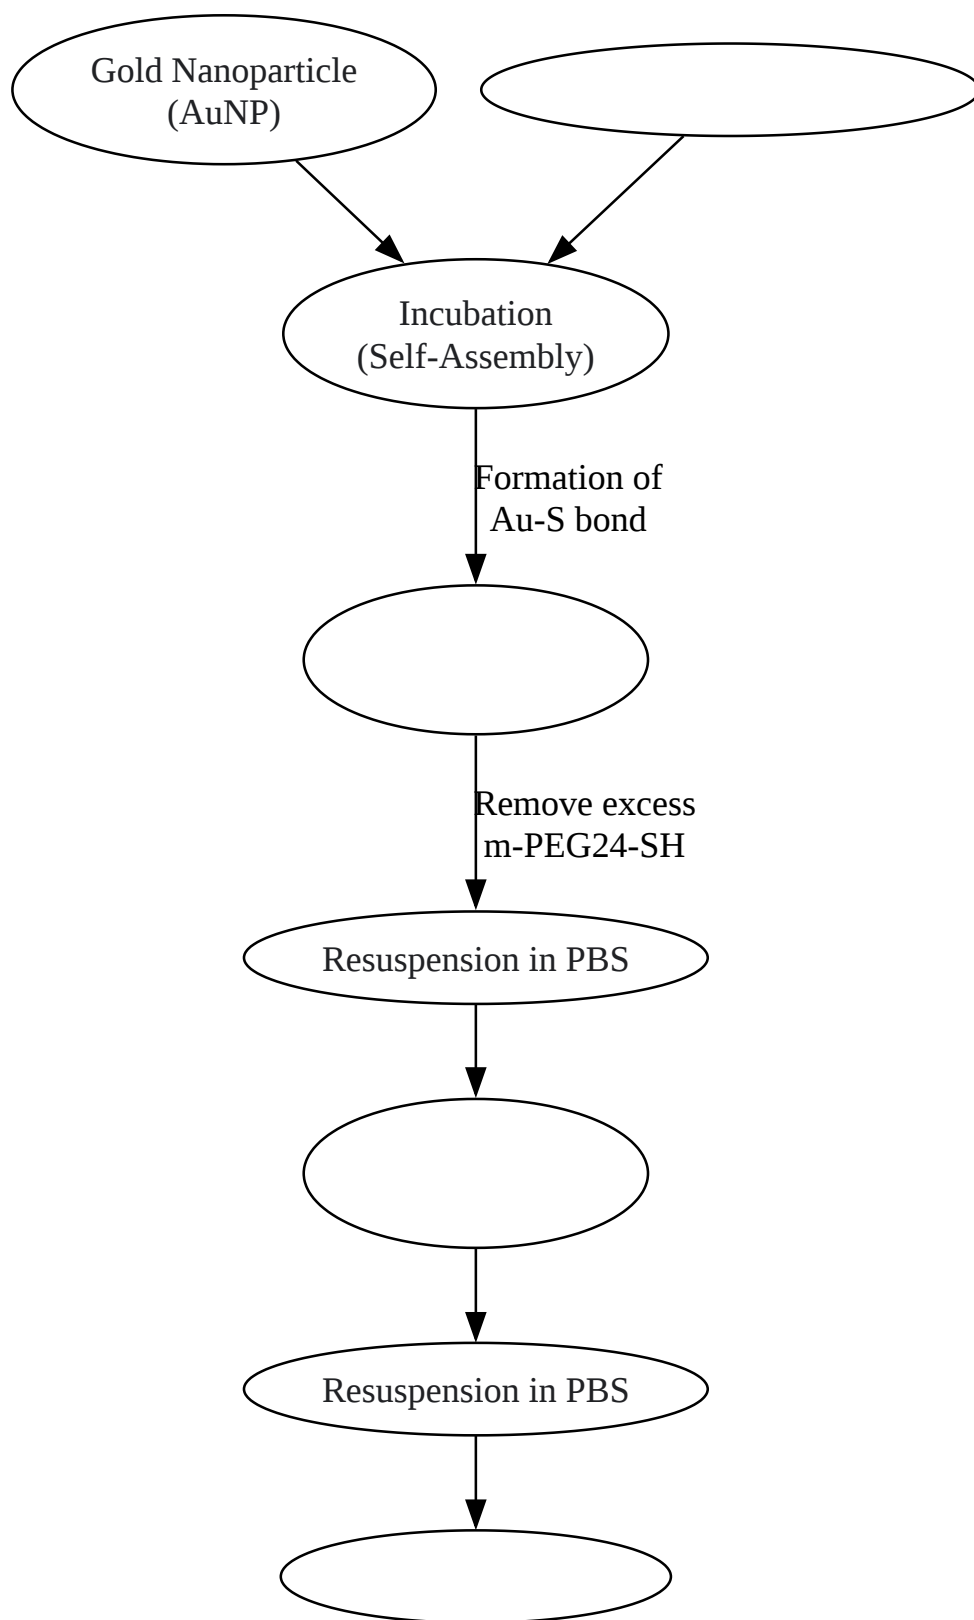 Gold Nanoparticle
(AuNP)
Incubation
(Self-Assembly)
Formation of
Au-S bond
Remove excess
m-PEG24-SH
Resuspension in PBS
Resuspension in PBS